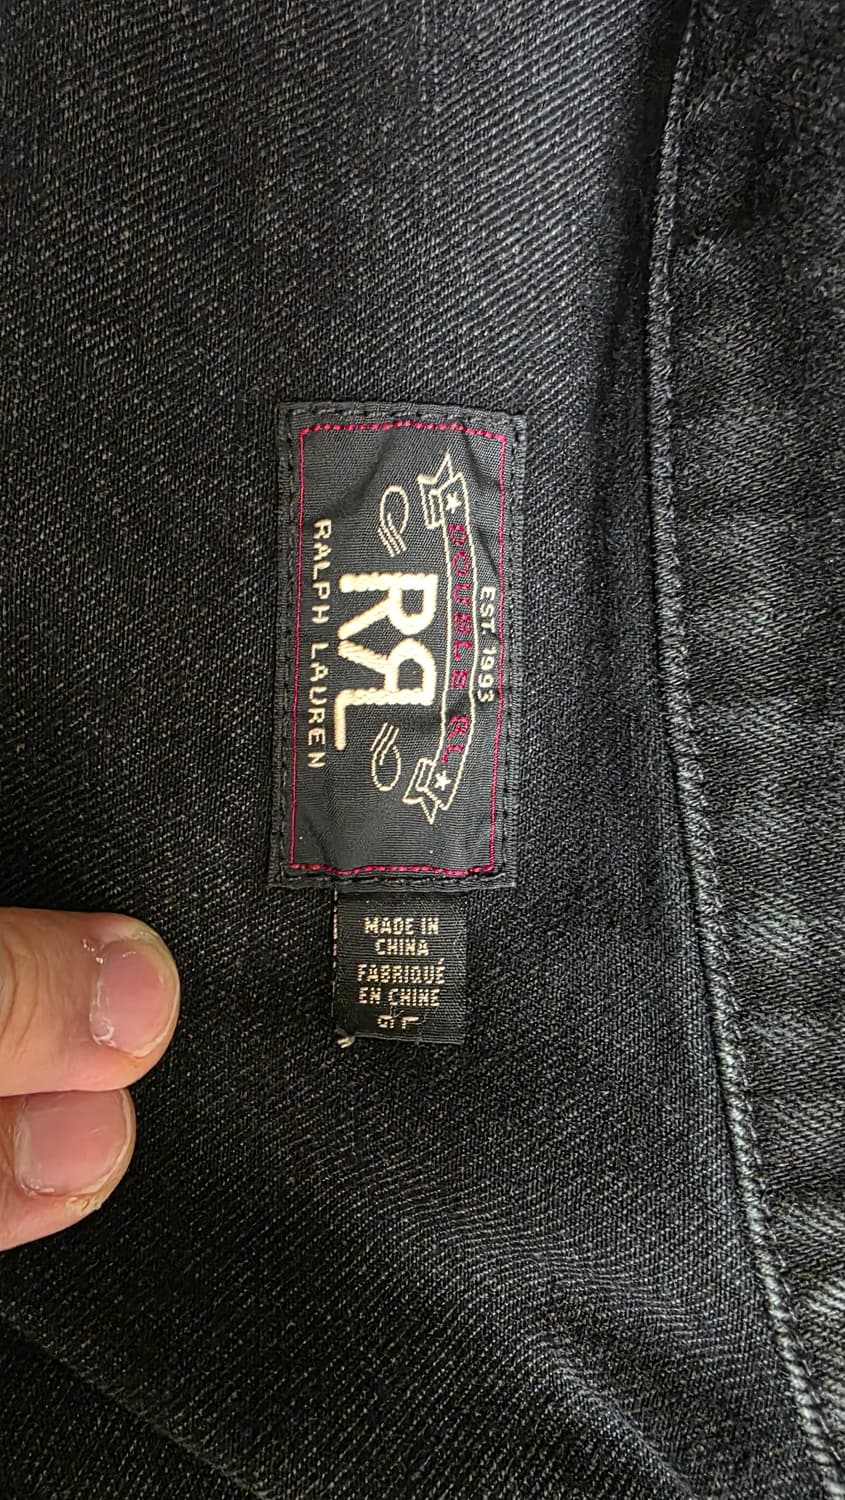 EST. 1993
DOUBLE RL
RRL
RALPH LAUREN
MADE IN
CHINA
FABRIQUÉ
EN CHINE